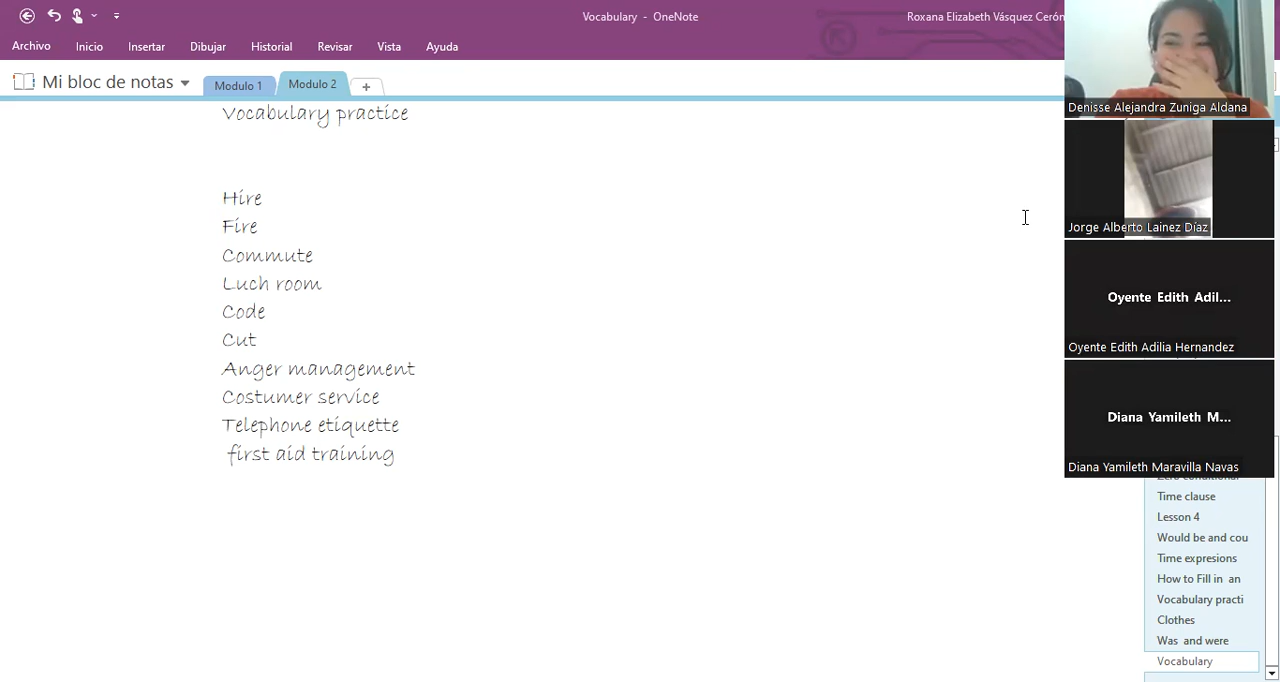 Vocabulary - OneNote
Roxana Elizabeth Vásquez Cerón
Archivo Inicio Insertar Dibujar Historial Revisar Vista Ayuda
Mi bloc de notas Modulo 1 Modulo 2 +
Vocabulary practice
Hire
Fire
Commute
Luch room
Code
Cut
Anger management
Costumer service
Telephone etiquette
first aid training
Denisse Alejandra Zuniga Aldana
Jorge Alberto Lainez Díaz
Oyente Edith Adil...
Oyente Edith Adilia Hernandez
Diana Yamileth M...
Diana Yamileth Maravilla Navas
Zero conditional
Time clause
Lesson 4
Would be and cou
Time expresions
How to Fill in an
Vocabulary practi
Clothes
Was and were
Vocabulary